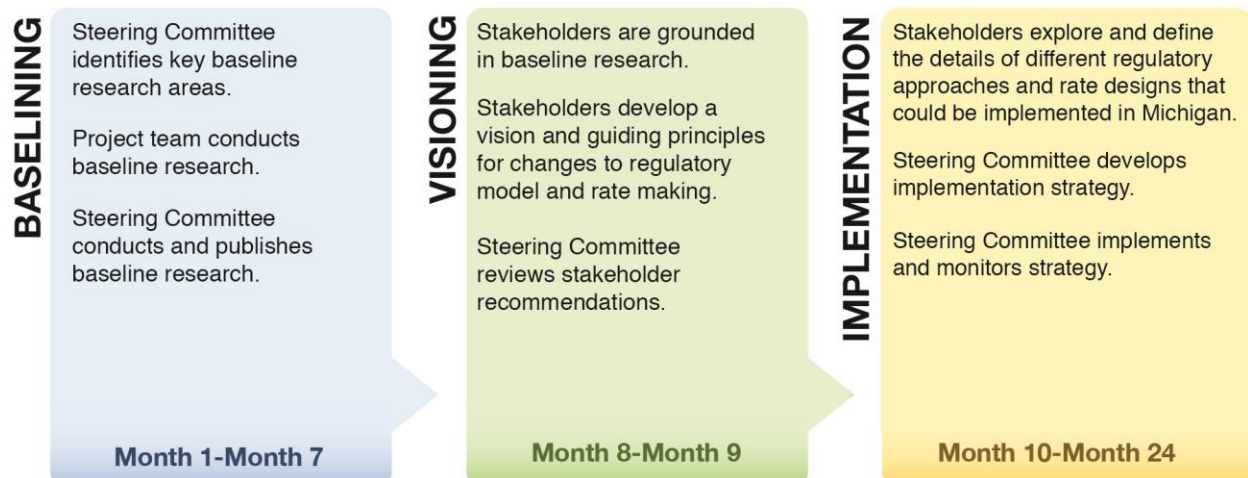 BASELINING
Steering Committee
identifies key baseline
research areas.
Project team conducts
baseline research.
Steering Committee
conducts and publishes
baseline research.
Month 1-Month 7
VISIONING
Stakeholders are grounded
in baseline research.
Stakeholders develop a
vision and guiding principles
for changes to regulatory
model and rate making.
Steering Committee
reviews stakeholder
recommendations.
Month 8-Month 9
IMPLEMENTATION
Stakeholders explore and define
the details of different regulatory
approaches and rate designs that
could be implemented in Michigan.
Steering Committee develops
implementation strategy.
Steering Committee implements
and monitors strategy.
Month 10-Month 24